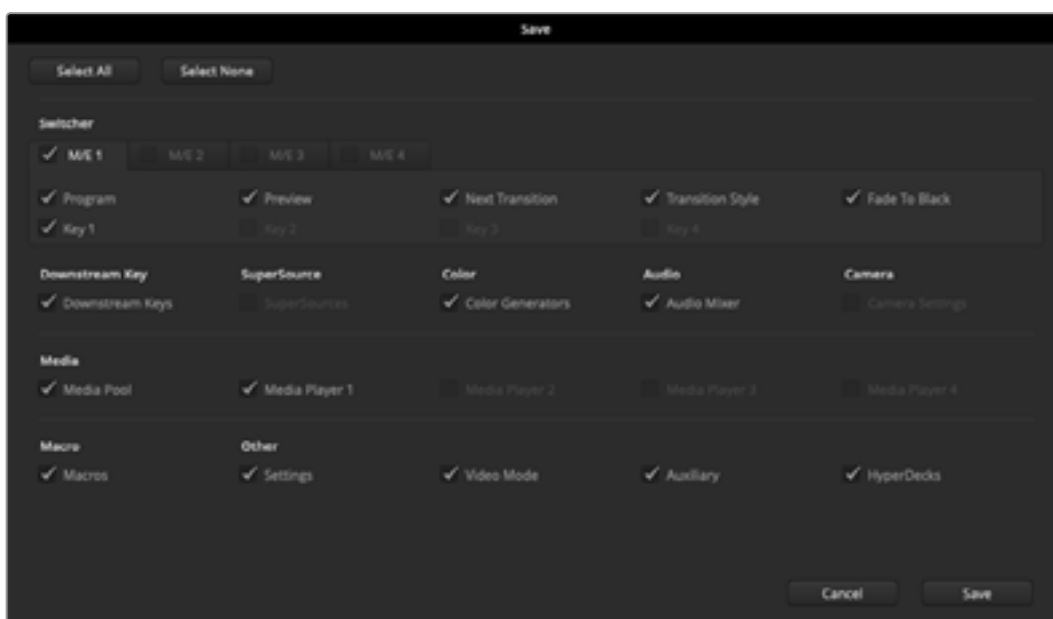 Save
Select All Select None
Switcher
M/E 1 M/E 2 M/E 3 M/E 4
Program Preview Next Transition Transition Style Fade To Black
Key 1 Key 2 Key 3 Key 4
Downstream Key SuperSource Color Audio Camera
Downstream Keys SuperSources Color Generators Audio Mixer Camera Settings
Media
Media Pool Media Player 1 Media Player 2 Media Player 3 Media Player 4
Macro Other
Macros Settings Video Mode Auxiliary HyperDecks
Cancel Save